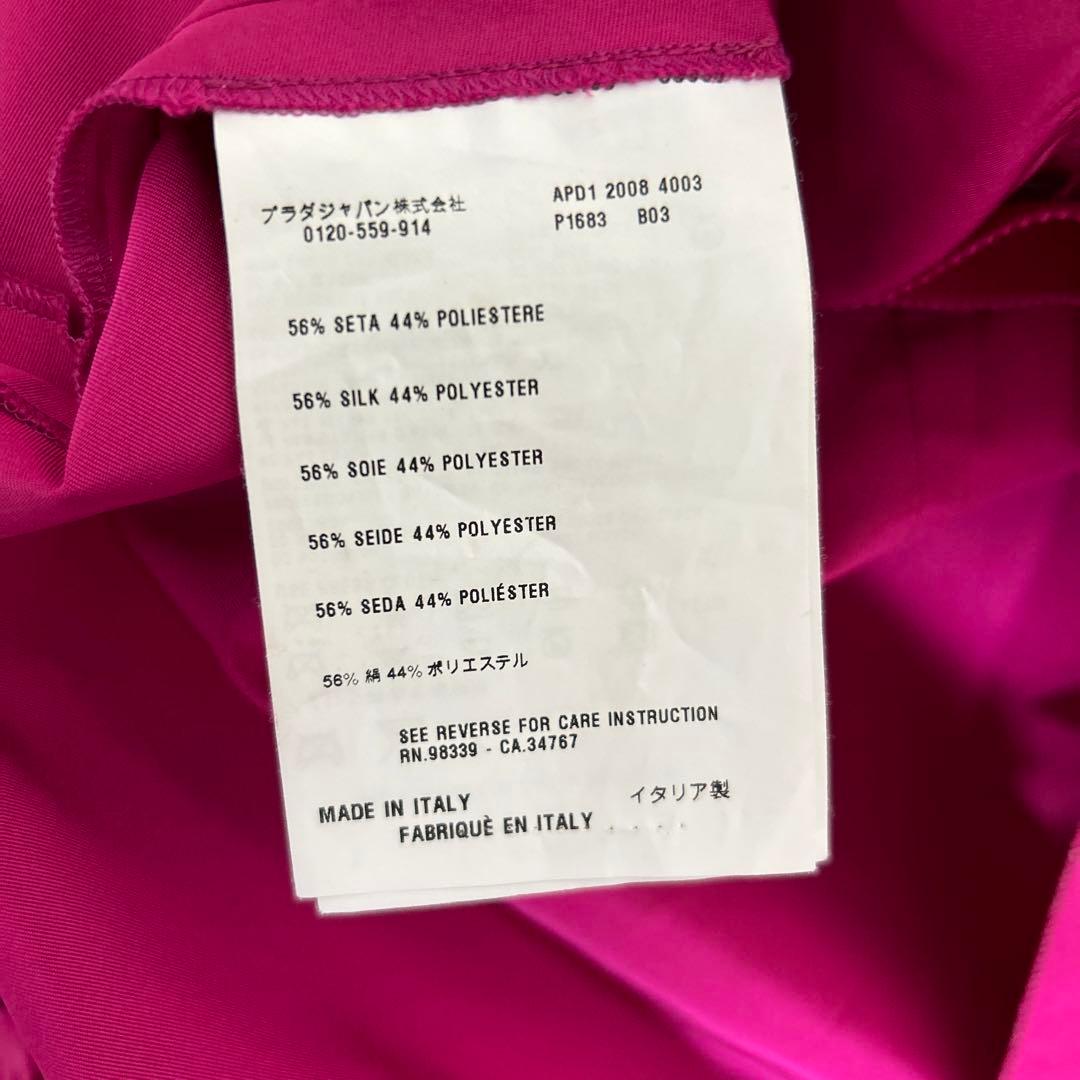 プラダジャパン株式会社
0120-559-914
APD1 2008 4003
P1683 B03
56% SETA 44% POLIESTERE
56% SILK 44% POLYESTER
56% SOIE 44% POLYESTER
56% SEIDE 44% POLYESTER
56% SEDA 44% POLIÉSTER
56% 絹 44% ポリエステル
SEE REVERSE FOR CARE INSTRUCTION
RN.98339 - CA.34767
MADE IN ITALY
イタリア製
FABRIQUÈ EN ITALY